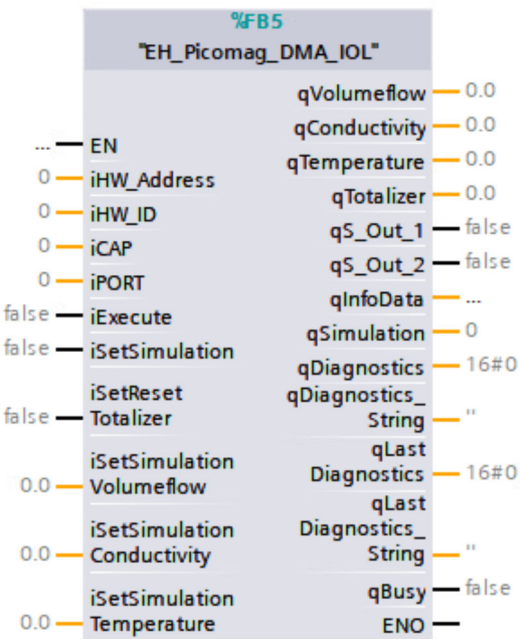 %FB5
"EH_Picomag_DMA_IOL"
qVolumeflow 0.0
qConductivity 0.0
... EN
qTemperature 0.0
0 iHW_Address
qTotalizer 0.0
0 iHW_ID
qS_Out_1 false
0 iCAP
qS_Out_2 false
0 iPORT
qInfoData ...
false iExecute
qSimulation 0
false iSetSimulation
qDiagnostics 16#0
iSetReset
qDiagnostics_
false Totalizer
String ''
qLast
iSetSimulation
Diagnostics 16#0
0.0 Volumeflow
qLast
iSetSimulation
Diagnostics_
0.0 Conductivity
String ''
iSetSimulation
qBusy false
0.0 Temperature
ENO